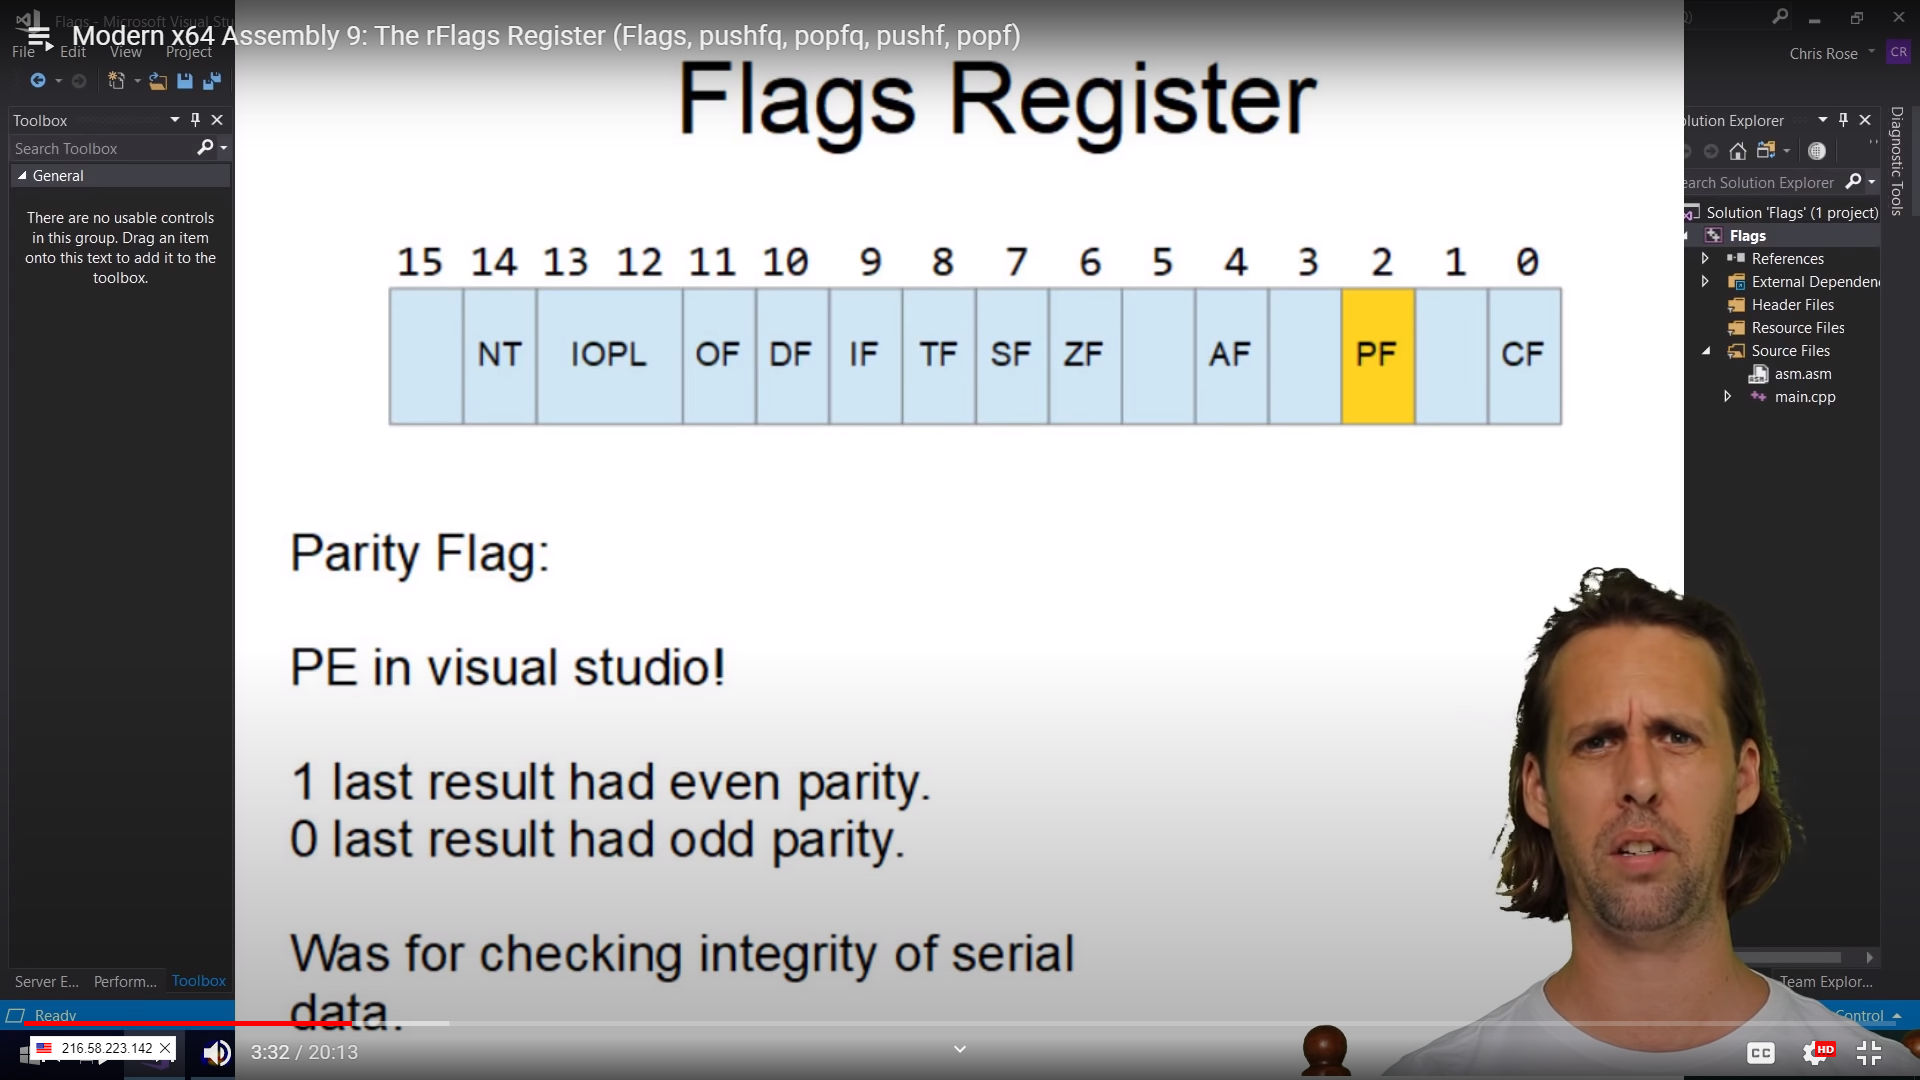 Flags - Microsoft Visual Stu
Modern x64 Assembly 9: The rFlags Register (Flags, pushfq, popfq, pushf, popf)
File Edit View Project
Chris Rose CR
Flags Register
Toolbox
Search Toolbox
General
There are no usable controls
in this group. Drag an item
onto this text to add it to the
toolbox.
15 14 13 12 11 10 9 8 7 6 5 4 3 2 1 0
NT IOPL OF DF IF TF SF ZF AF PF CF
Parity Flag:
PE in visual studio!
1 last result had even parity.
0 last result had odd parity.
Was for checking integrity of serial
data.
olution Explorer
earch Solution Explorer
Solution 'Flags' (1 project)
Flags
References
External Dependen
Header Files
Resource Files
Source Files
asm.asm
main.cpp
Diagnostic Tools
Server E... Perform... Toolbox
Team Explor...
Ready
Control
216.58.223.142
3:32 / 20:13
CC
HD